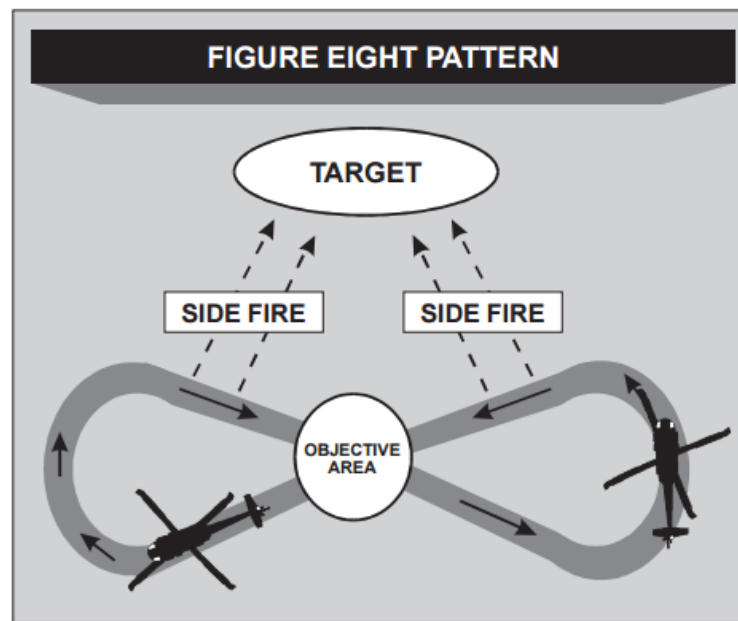 FIGURE EIGHT PATTERN
TARGET
SIDE FIRE
SIDE FIRE
OBJECTIVE
AREA